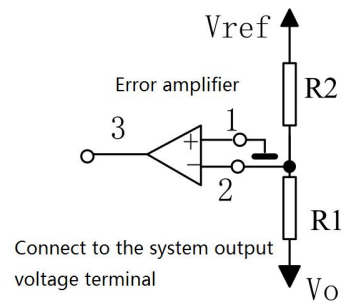 Vref
Error amplifier
R2
3
1
+
−
2
R1
Connect to the system output
voltage terminal
Vo